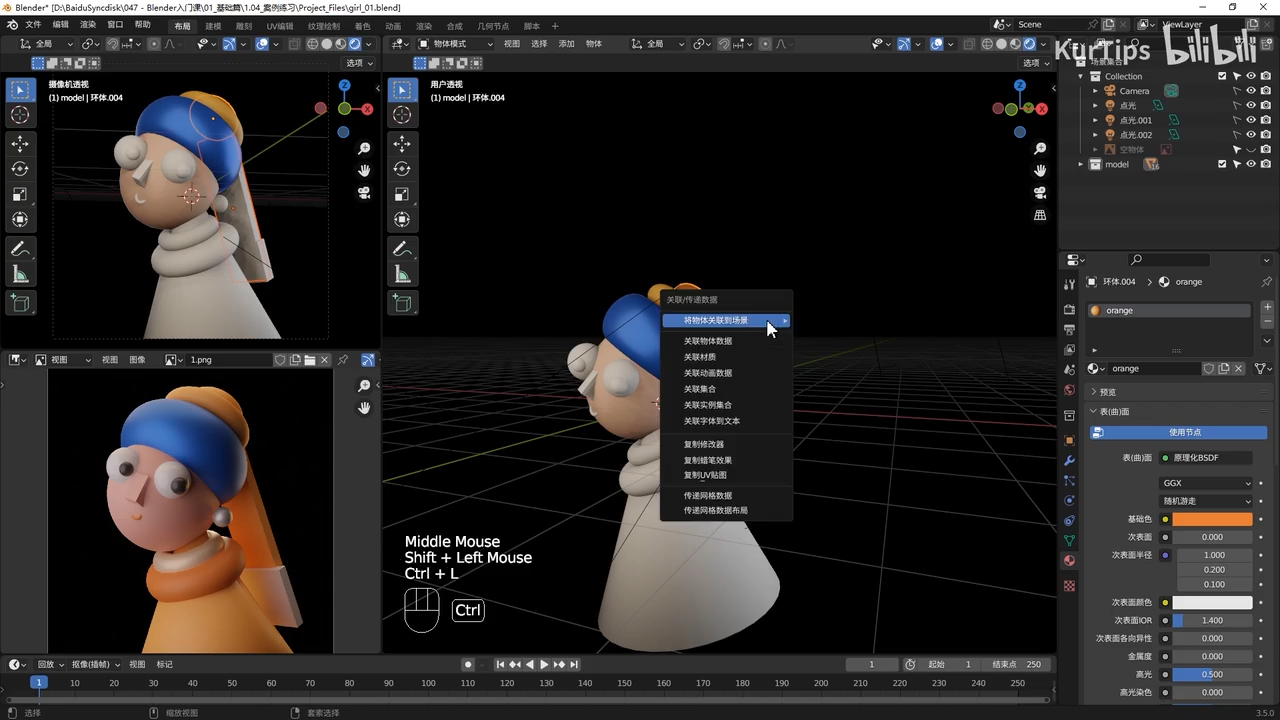 Blender* [D:\BaiduSyncdisk\047 - Blender入门课\01_基础篇\1.04_案例练习\Project_Files\girl_01.blend]
文件 编辑 渲染 窗口 帮助 布局 建模 雕刻 UV编辑 纹理绘制 着色 动画 渲染 合成 几何节点 脚本 + Scene ViewLayer
Kurrips bilibili
全局 物体模式 视图 选择 添加 物体 全局
选项 选项
场景集合
Collection
Camera
点光
点光.001
点光.002
空物体
model
16
摄像机透视
(1) model | 环体.004
用户透视
(1) model | 环体.004
Z
X
Z
X
关联/传递数据
将物体关联到场景
关联物体数据
关联材质
关联动画数据
关联集合
关联实例集合
关联字体到文本
复制修改器
复制蜡笔效果
复制UV贴图
传递网格数据
传递网格数据布局
视图 视图 图像 1.png
Middle Mouse
Shift + Left Mouse
Ctrl + L
Ctrl
环体.004 orange
orange
orange
预览
表(曲)面
使用节点
表(曲)面 原理化BSDF
GGX
随机游走
基础色
次表面 0.000
次表面半径 1.000
0.200
0.100
次表面颜色
次表面IOR 1.400
次表面各向异性 0.000
金属度 0.000
高光 0.500
高光染色 0.000
回放 抠像(插帧) 视图 标记 1 起始 1 结束点 250
1 10 20 30 40 50 60 70 80 90 100 110 120 130 140 150 160 170 180 190 200 210 220 230 240 250
选择 缩放视图 套索选择 3.5.0